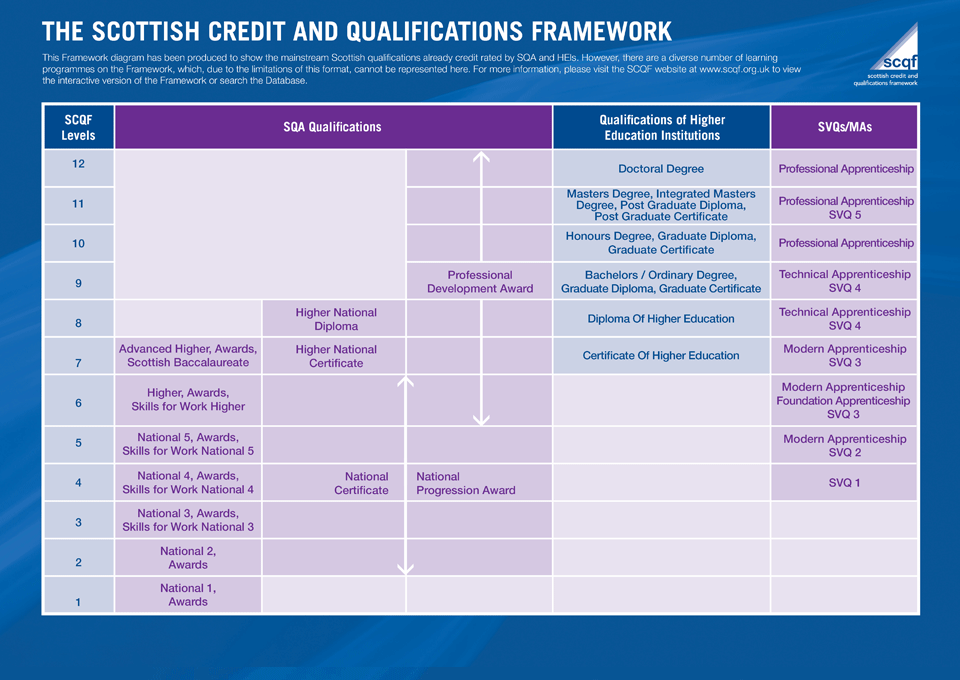 THE SCOTTISH CREDIT AND QUALIFICATIONS FRAMEWORK
This Framework diagram has been produced to show the mainstream Scottish qualifications already credit rated by SQA and HEIs. However, there are a diverse number of learning
programmes on the Framework, which, due to the limitations of this format, cannot be represented here. For more information, please visit the SCQF website at www.scqf.org.uk to view
the interactive version of the Framework or search the Database.
scqf
scottish credit and
qualifications framework
SCQF
Levels
SQA Qualifications
Qualifications of Higher
Education Institutions
SVQs/MAs
12
Doctoral Degree
Professional Apprenticeship
11
Masters Degree, Integrated Masters
Degree, Post Graduate Diploma,
Post Graduate Certificate
Professional Apprenticeship
SVQ 5
10
Honours Degree, Graduate Diploma,
Graduate Certificate
Professional Apprenticeship
9
Professional
Development Award
Bachelors / Ordinary Degree,
Graduate Diploma, Graduate Certificate
Technical Apprenticeship
SVQ 4
8
Higher National
Diploma
Diploma Of Higher Education
Technical Apprenticeship
SVQ 4
7
Advanced Higher, Awards,
Scottish Baccalaureate
Higher National
Certificate
Certificate Of Higher Education
Modern Apprenticeship
SVQ 3
6
Higher, Awards,
Skills for Work Higher
Modern Apprenticeship
Foundation Apprenticeship
SVQ 3
5
National 5, Awards,
Skills for Work National 5
Modern Apprenticeship
SVQ 2
4
National 4, Awards,
Skills for Work National 4
National
Certificate
National
Progression Award
SVQ 1
3
National 3, Awards,
Skills for Work National 3
2
National 2,
Awards
1
National 1,
Awards